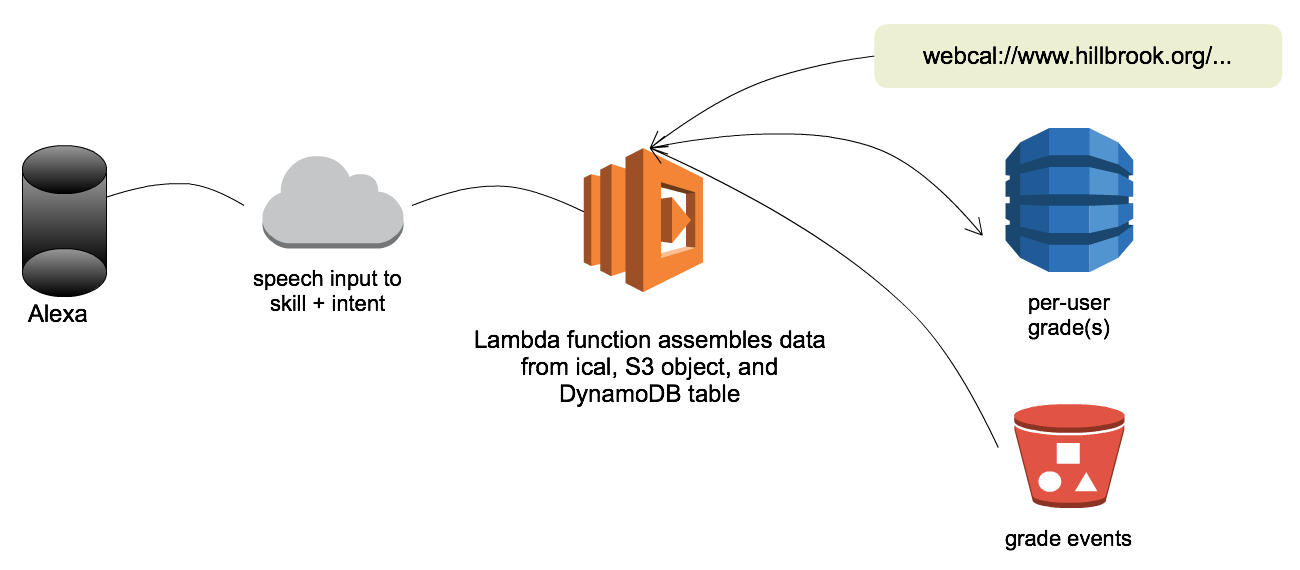 webcal://www.hillbrook.org/...
Alexa
speech input to
skill + intent
Lambda function assembles data
from ical, S3 object, and
DynamoDB table
per-user
grade(s)
grade events